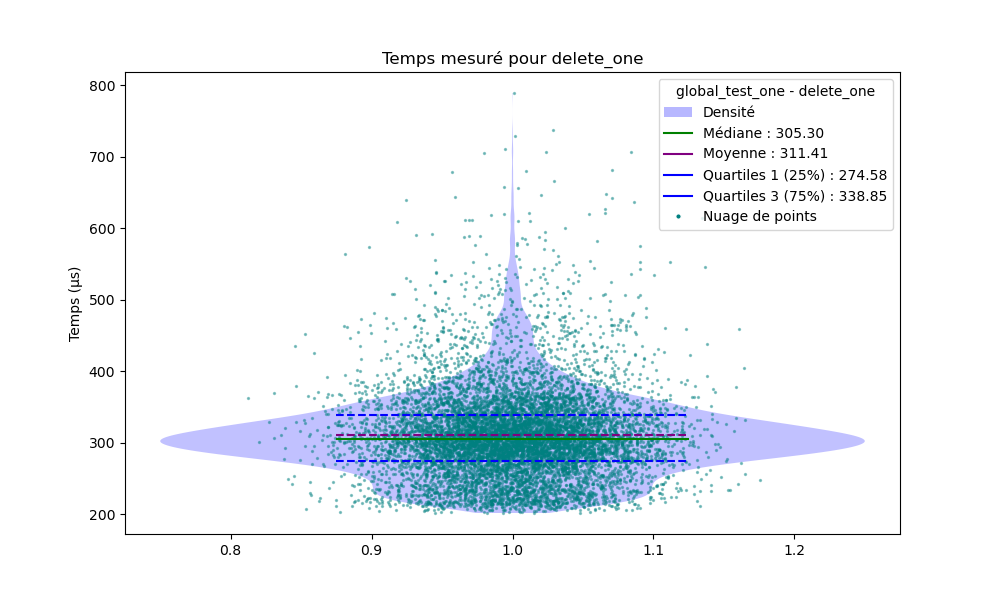 Temps mesuré pour delete_one
global_test_one - delete_one
Densité
Médiane : 305.30
Moyenne : 311.41
Quartiles 1 (25%) : 274.58
Quartiles 3 (75%) : 338.85
Nuage de points
Temps (µs)
800
700
600
500
400
300
200
0.8 0.9 1.0 1.1 1.2